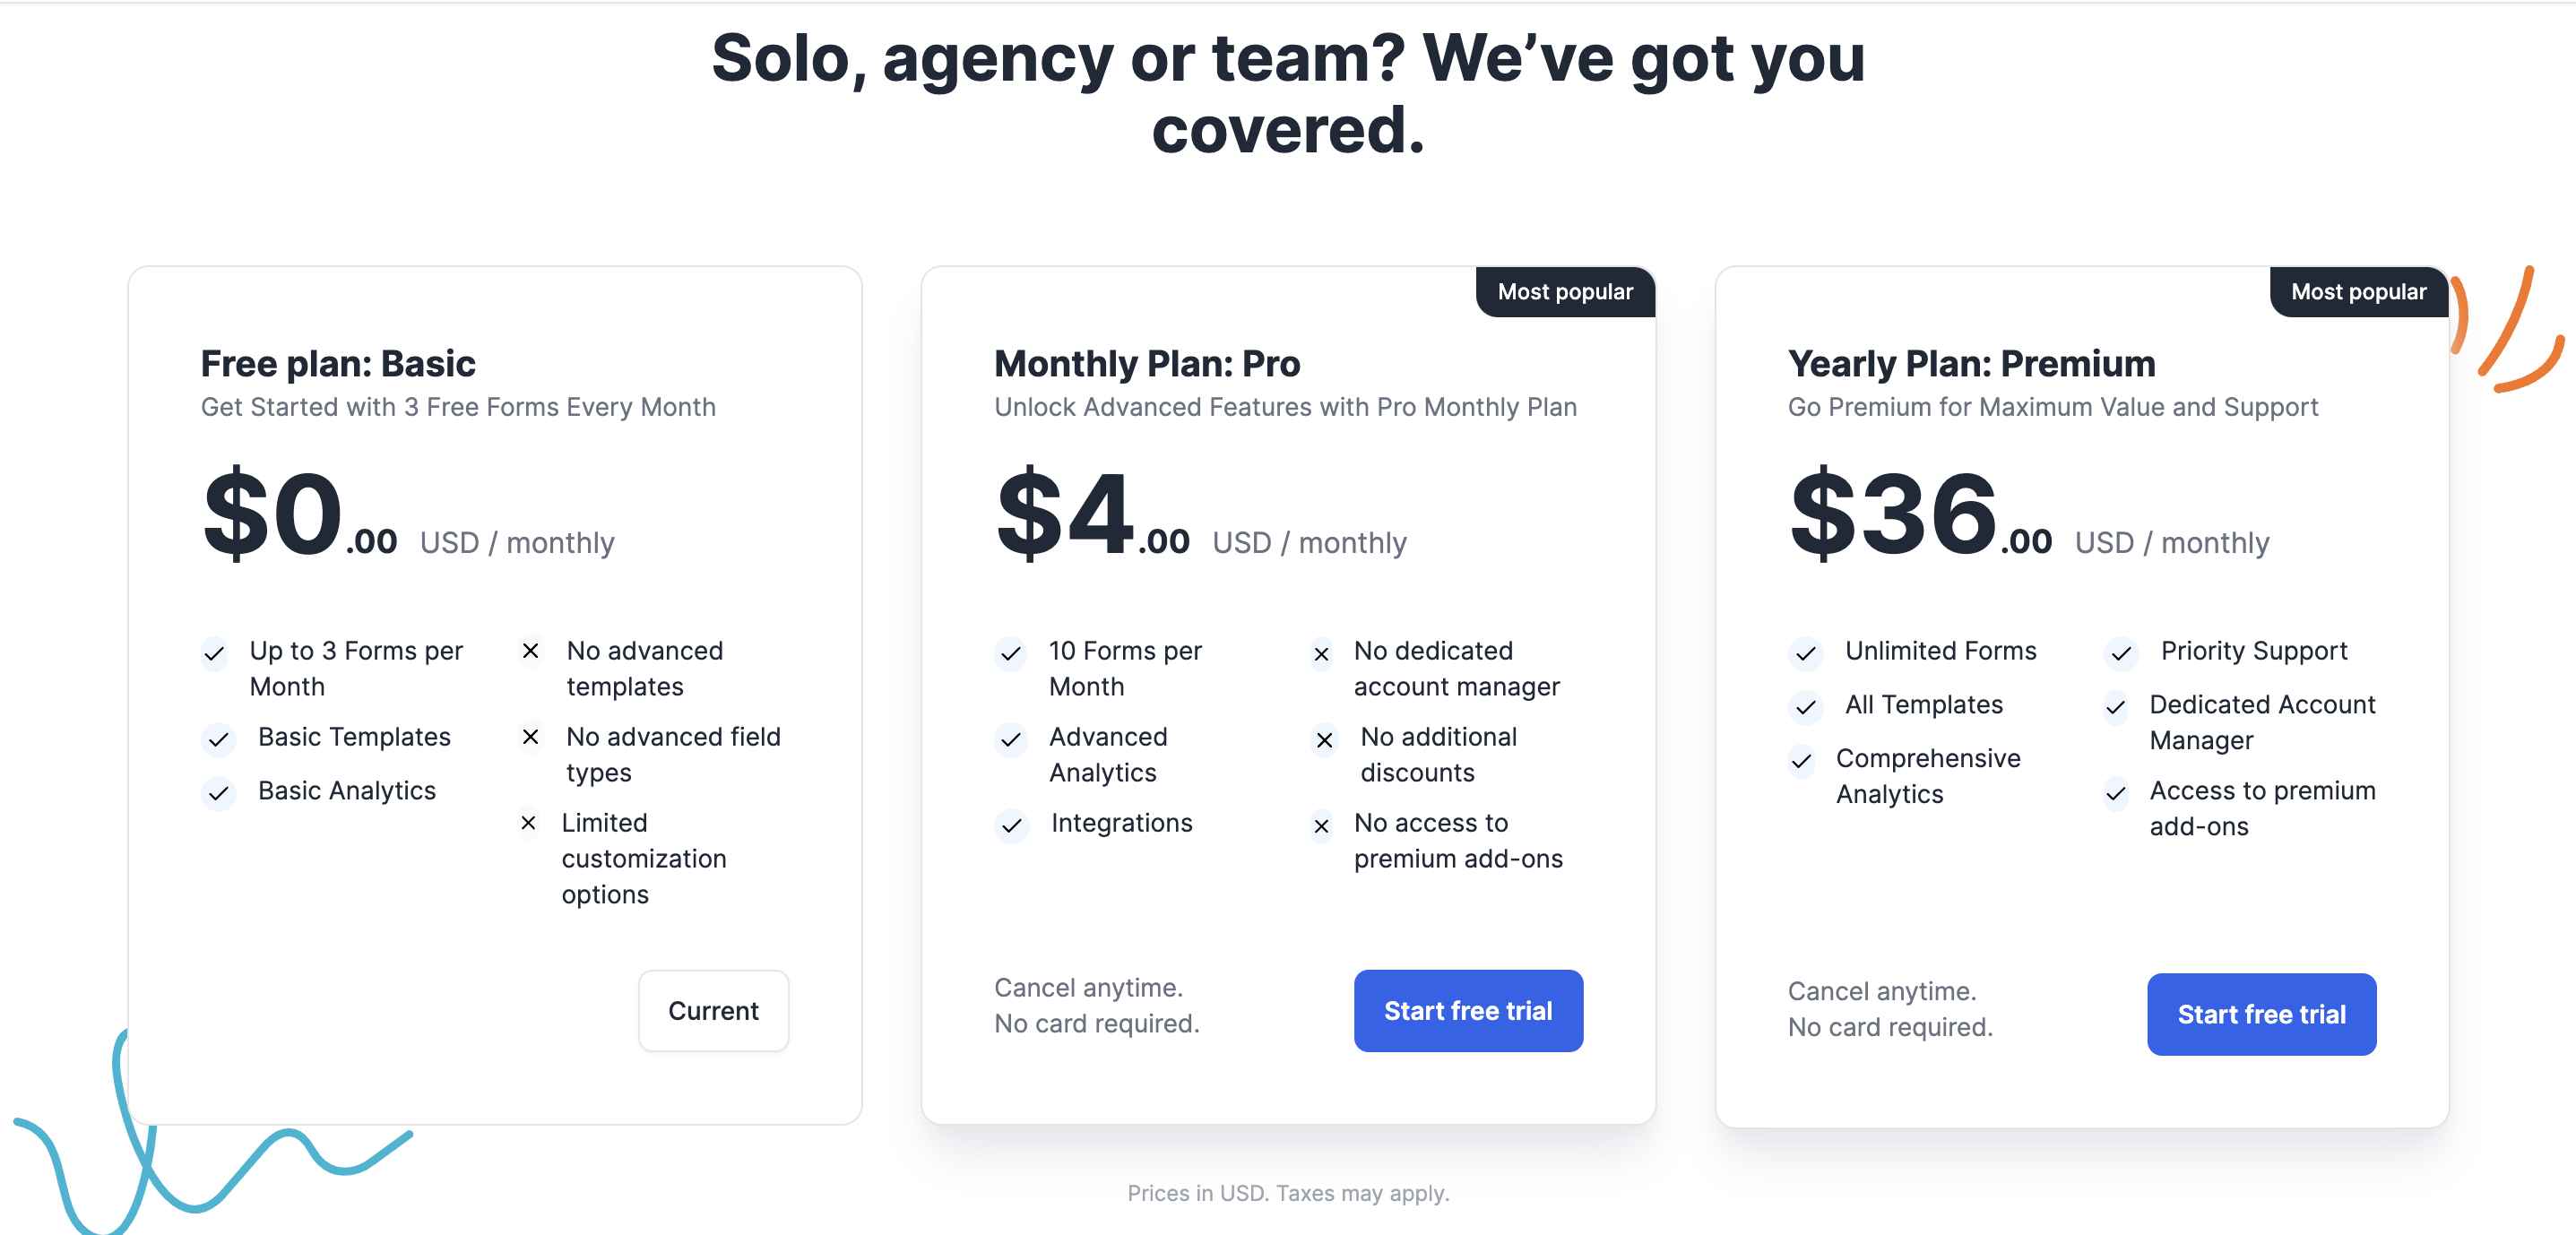 Solo, agency or team? We’ve got you
covered.
Free plan: Basic
Get Started with 3 Free Forms Every Month
$0.00 USD / monthly
Up to 3 Forms per
Month
Basic Templates
Basic Analytics
No advanced
templates
No advanced field
types
Limited
customization
options
Current
Most popular
Monthly Plan: Pro
Unlock Advanced Features with Pro Monthly Plan
$4.00 USD / monthly
10 Forms per
Month
Advanced
Analytics
Integrations
No dedicated
account manager
No additional
discounts
No access to
premium add-ons
Cancel anytime.
No card required.
Start free trial
Most popular
Yearly Plan: Premium
Go Premium for Maximum Value and Support
$36.00 USD / monthly
Unlimited Forms
All Templates
Comprehensive
Analytics
Priority Support
Dedicated Account
Manager
Access to premium
add-ons
Cancel anytime.
No card required.
Start free trial
Prices in USD. Taxes may apply.